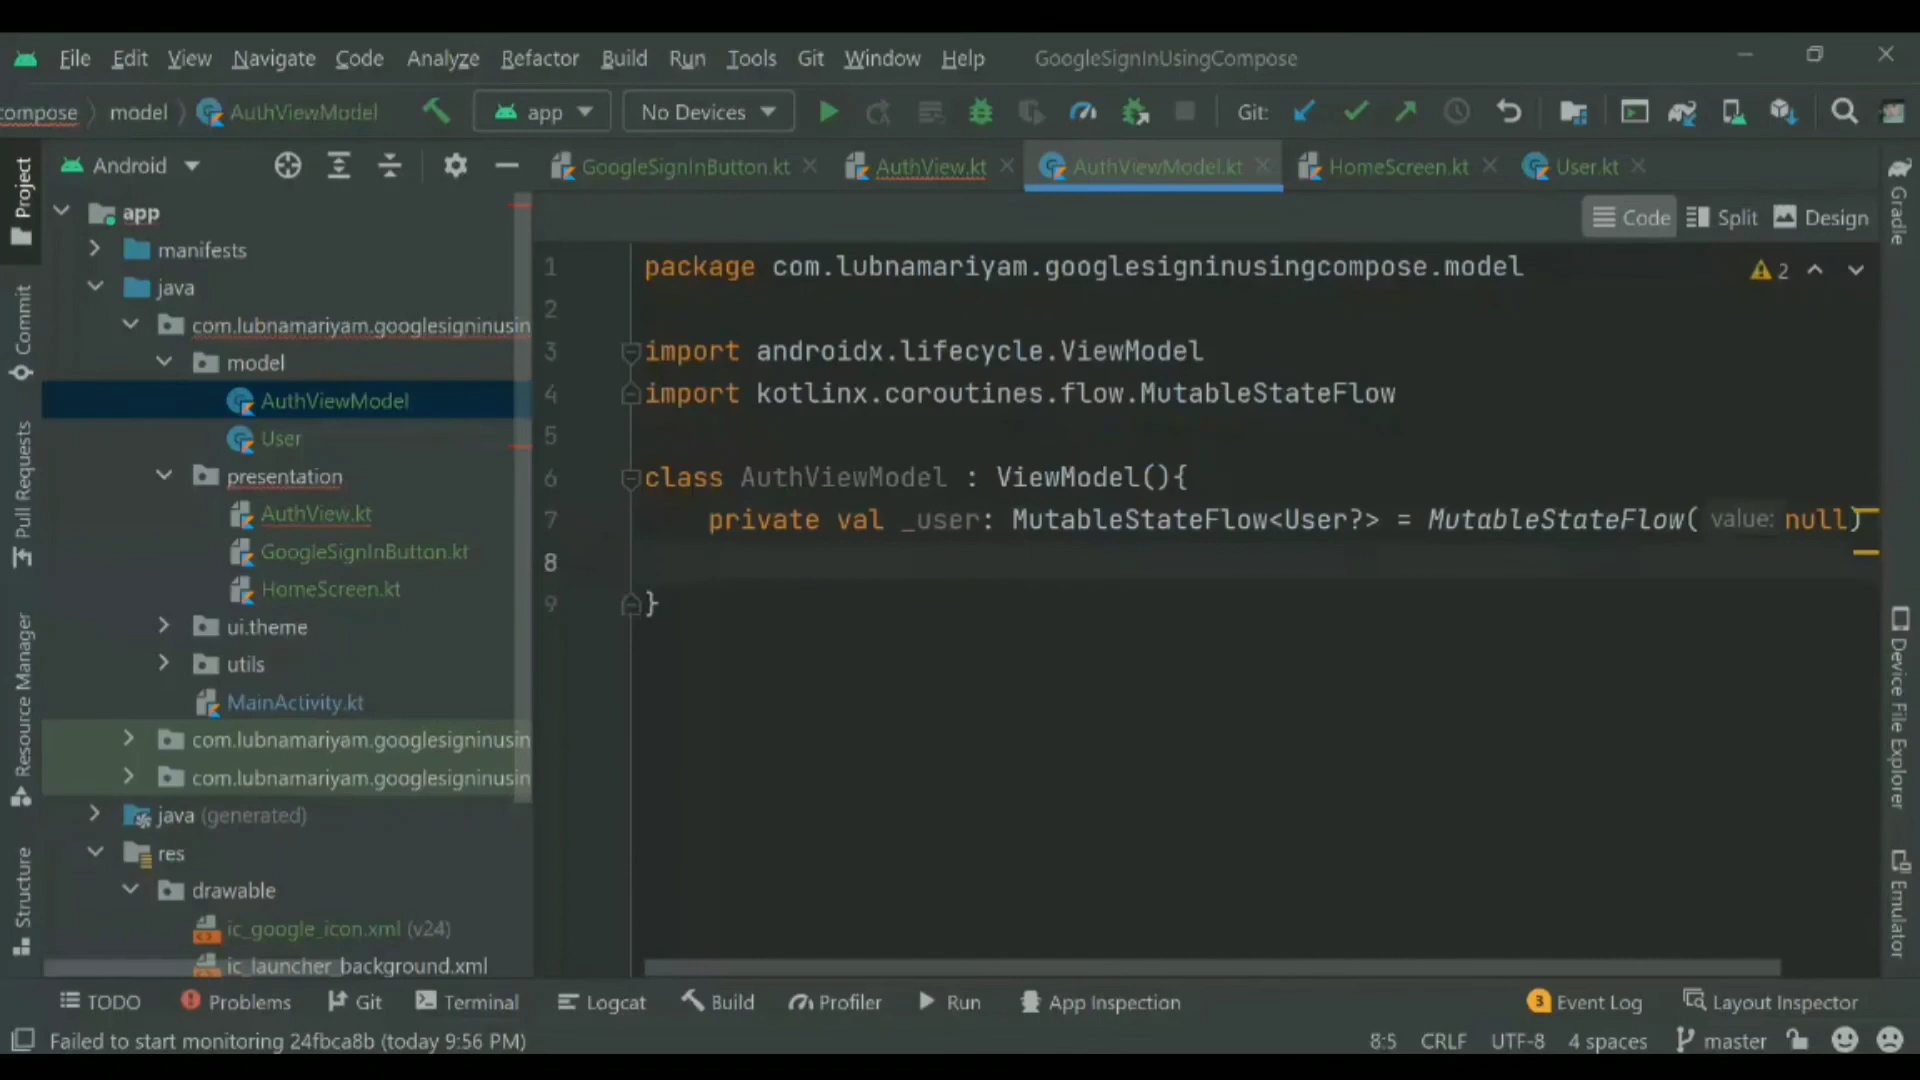 File Edit View Navigate Code Analyze Refactor Build Run Tools Git Window Help GoogleSignInUsingCompose
compose model AuthViewModel app No Devices Git:
Project
Android
GoogleSignInButton.kt AuthView.kt AuthViewModel.kt HomeScreen.kt User.kt
Gradle
Code Split Design
app
manifests
java
com.lubnamariyam.googlesigninusin
model
AuthViewModel
User
presentation
AuthView.kt
GoogleSignInButton.kt
HomeScreen.kt
ui.theme
utils
MainActivity.kt
com.lubnamariyam.googlesigninusin
com.lubnamariyam.googlesigninusin
java (generated)
res
drawable
ic_google_icon.xml (v24)
ic_launcher_background.xml
Commit
Pull Requests
Resource Manager
Structure
1 package com.lubnamariyam.googlesigninusingcompose.model
2
3 import androidx.lifecycle.ViewModel
4 import kotlinx.coroutines.flow.MutableStateFlow
5
6 class AuthViewModel : ViewModel(){
7 private val _user: MutableStateFlow<User?> = MutableStateFlow( value: null)
8
9 }
2
Device File Explorer
Emulator
TODO Problems Git Terminal Logcat Build Profiler Run App Inspection 3 Event Log Layout Inspector
Failed to start monitoring 24fbca8b (today 9:56 PM) 8:5 CRLF UTF-8 4 spaces master